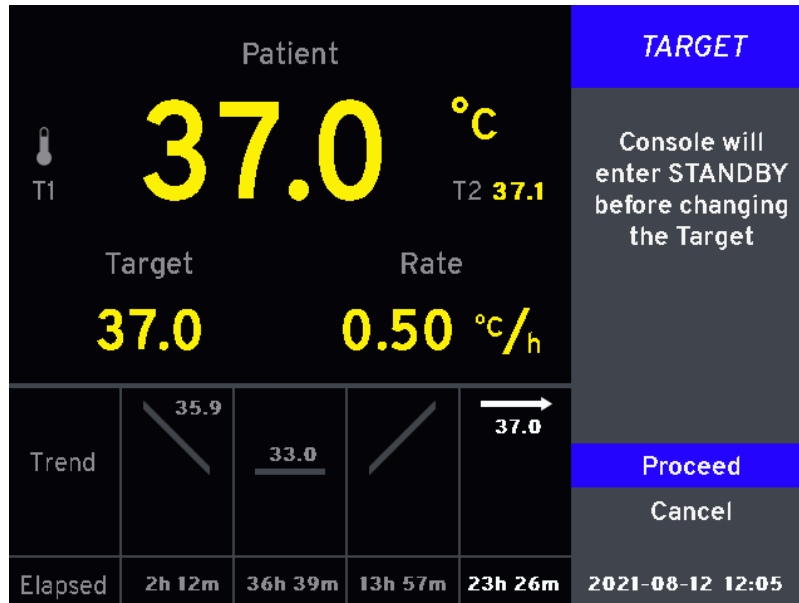 Patient
37.0 °C
T1
T2 37.1
Target
Rate
37.0
0.50 °C/h
Trend
35.9
33.0
37.0
Elapsed
2h 12m
36h 39m
13h 57m
23h 26m
TARGET
Console will
enter STANDBY
before changing
the Target
Proceed
Cancel
2021-08-12 12:05